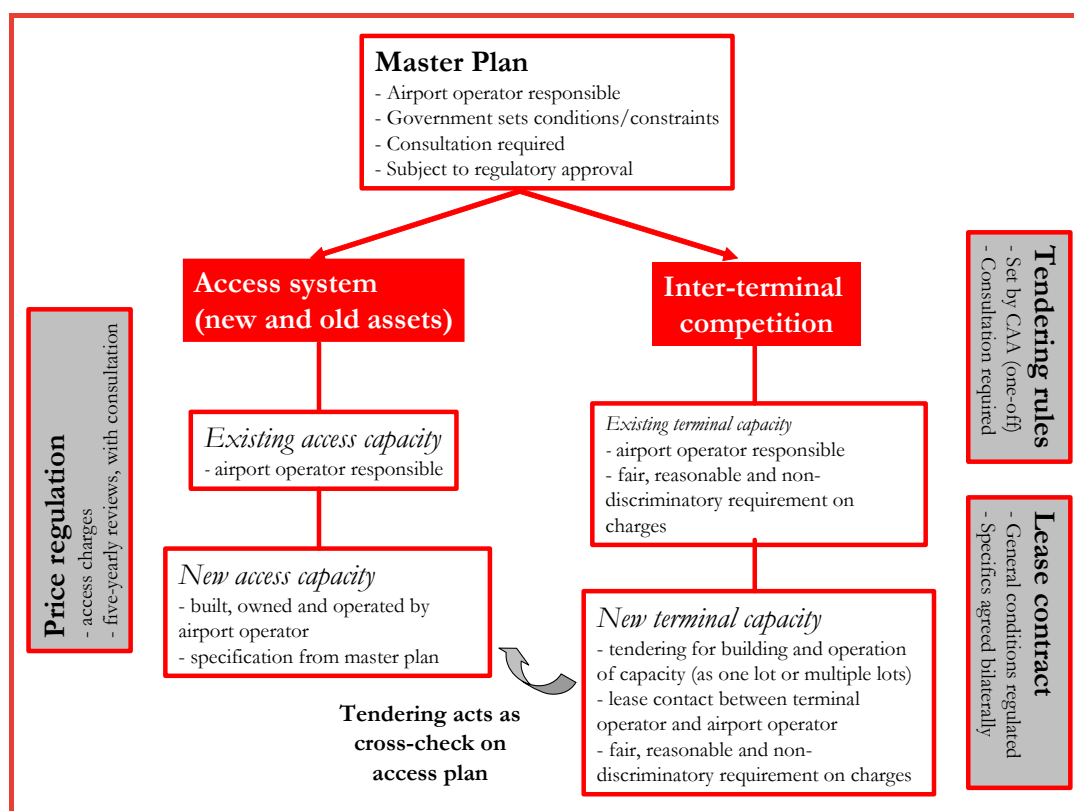 Master Plan
- Airport operator responsible
- Government sets conditions/constraints
- Consultation required
- Subject to regulatory approval
Access system
(new and old assets)
Inter-terminal
competition
Tendering rules
- Set by CAA (one-off)
- Consultation required
Price regulation
- access charges
- five-yearly reviews, with consultation
Existing access capacity
- airport operator responsible
Existing terminal capacity
- airport operator responsible
- fair, reasonable and non-
discriminatory requirement on
charges
Lease contract
- General conditions regulated
- Specifics agreed bilaterally
New access capacity
- built, owned and operated by
airport operator
- specification from master plan
New terminal capacity
- tendering for building and operation
of capacity (as one lot or multiple lots)
- lease contact between terminal
operator and airport operator
- fair, reasonable and non-
discriminatory requirement on charges
Tendering acts as
cross-check on
access plan